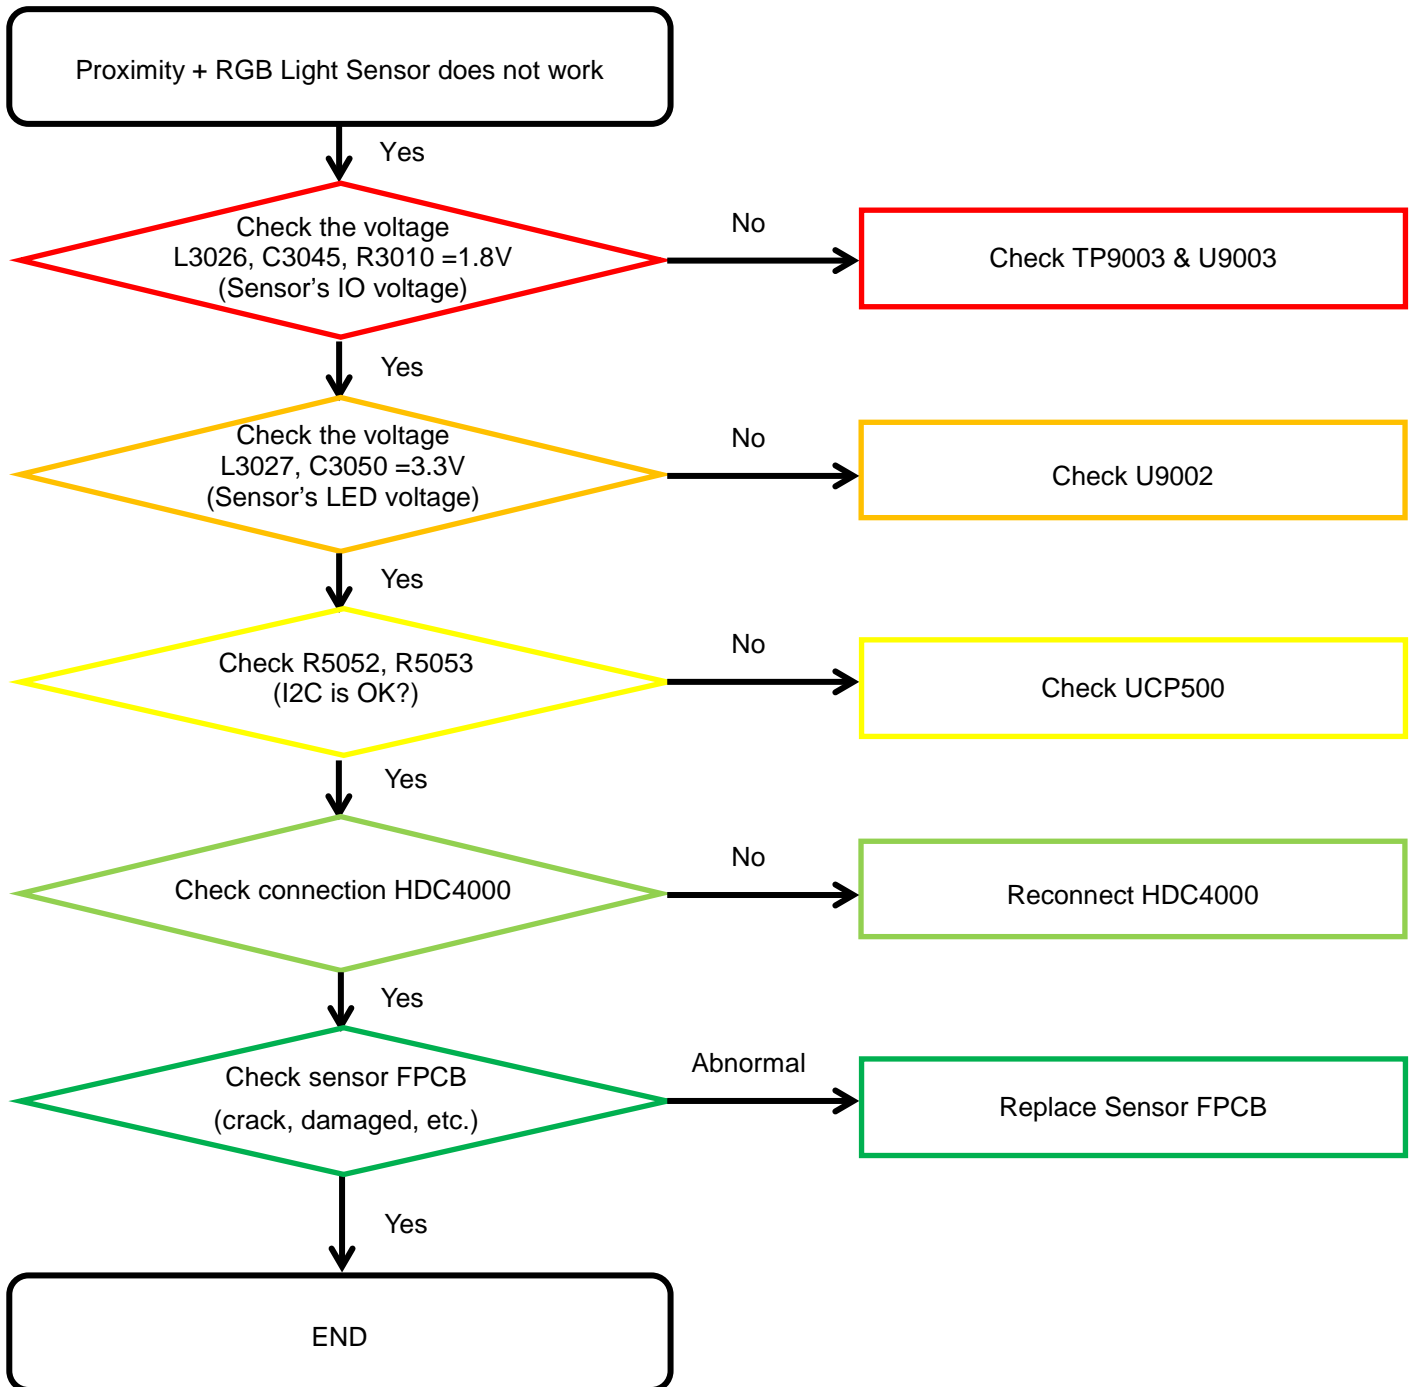 Proximity + RGB Light Sensor does not work
Yes
Check the voltage
L3026, C3045, R3010 =1.8V
(Sensor’s IO voltage)
No
Check TP9003 & U9003
Yes
Check the voltage
L3027, C3050 =3.3V
(Sensor’s LED voltage)
No
Check U9002
Yes
Check R5052, R5053
(I2C is OK?)
No
Check UCP500
Yes
Check connection HDC4000
No
Reconnect HDC4000
Yes
Check sensor FPCB
(crack, damaged, etc.)
Abnormal
Replace Sensor FPCB
Yes
END